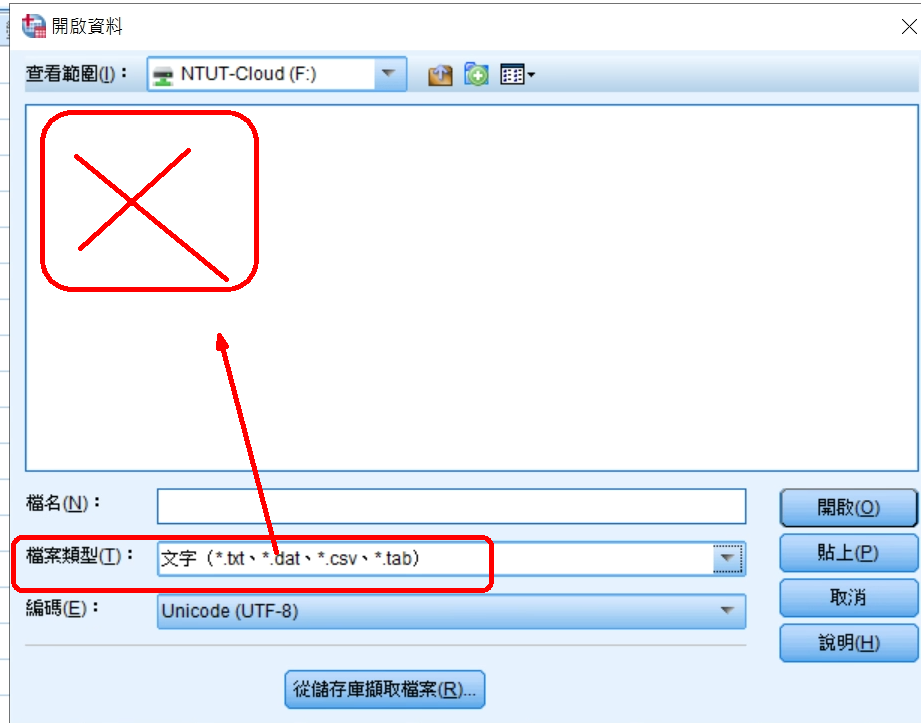 開啟資料
查看範圍(I)：
NTUT-Cloud (F:)
檔名(N)：
開啟(O)
檔案類型(T)：
文字（*.txt、*.dat、*.csv、*.tab）
貼上(P)
編碼(E)：
Unicode (UTF-8)
取消
說明(H)
從儲存庫擷取檔案(R)...